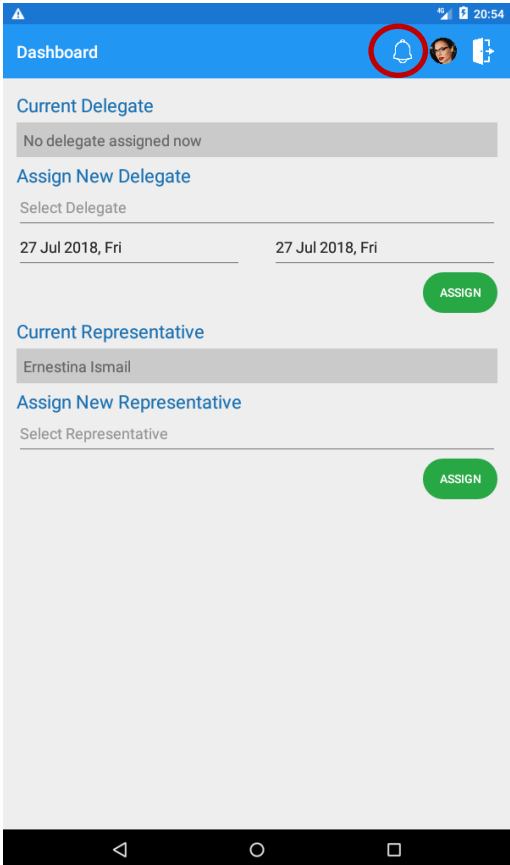 4G 20:54
Dashboard
Current Delegate
No delegate assigned now
Assign New Delegate
Select Delegate
27 Jul 2018, Fri 27 Jul 2018, Fri
ASSIGN
Current Representative
Ernestina Ismail
Assign New Representative
Select Representative
ASSIGN